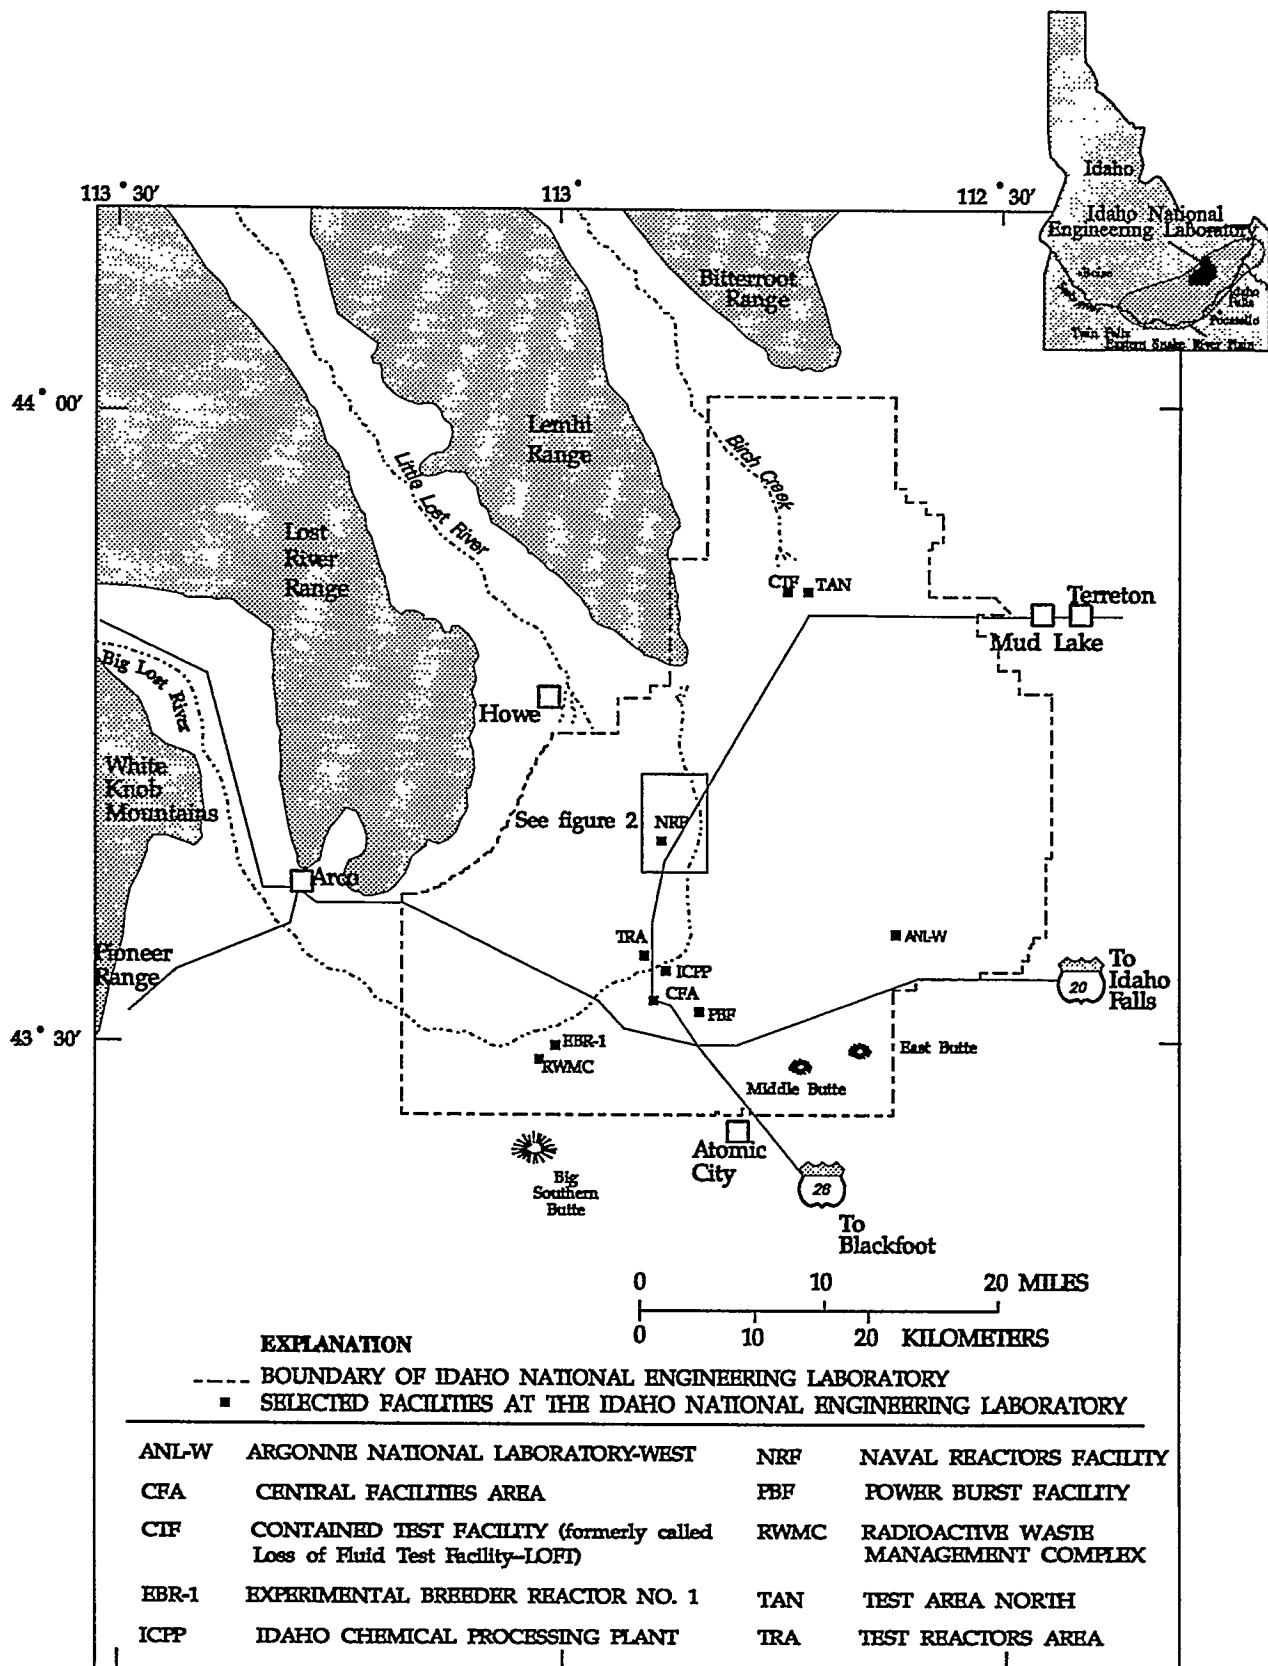 113° 30′
113°
112° 30′
Idaho
Idaho National
Engineering Laboratory
Boise
Idaho
Falls
Pocatello
Twin Falls
Eastern Snake River Plain
Bitterroot
Range
44° 00′
Lemhi
Range
Birch Creek
Little Lost River
Lost
River
Range
CTF
TAN
Terreton
Mud Lake
Big Lost River
Howe
White
Knob
Mountains
See figure 2
NRF
Arco
TRA
ANL-W
Pioneer
Range
ICPP
To
Idaho
Falls
20
CFA
PBF
43° 30′
EBR-1
RWMC
East Butte
Middle Butte
Atomic
City
Big
Southern
Butte
26
To
Blackfoot
0 10 20 MILES
0 10 20 KILOMETERS
EXPLANATION
BOUNDARY OF IDAHO NATIONAL ENGINEERING LABORATORY
SELECTED FACILITIES AT THE IDAHO NATIONAL ENGINEERING LABORATORY
ANL-W ARGONNE NATIONAL LABORATORY-WEST
NRF NAVAL REACTORS FACILITY
CFA CENTRAL FACILITIES AREA
PBF POWER BURST FACILITY
CTF CONTAINED TEST FACILITY (formerly called
Loss of Fluid Test Facility-LOFT)
RWMC RADIOACTIVE WASTE
MANAGEMENT COMPLEX
EBR-1 EXPERIMENTAL BREEDER REACTOR NO. 1
TAN TEST AREA NORTH
ICPP IDAHO CHEMICAL PROCESSING PLANT
TRA TEST REACTORS AREA